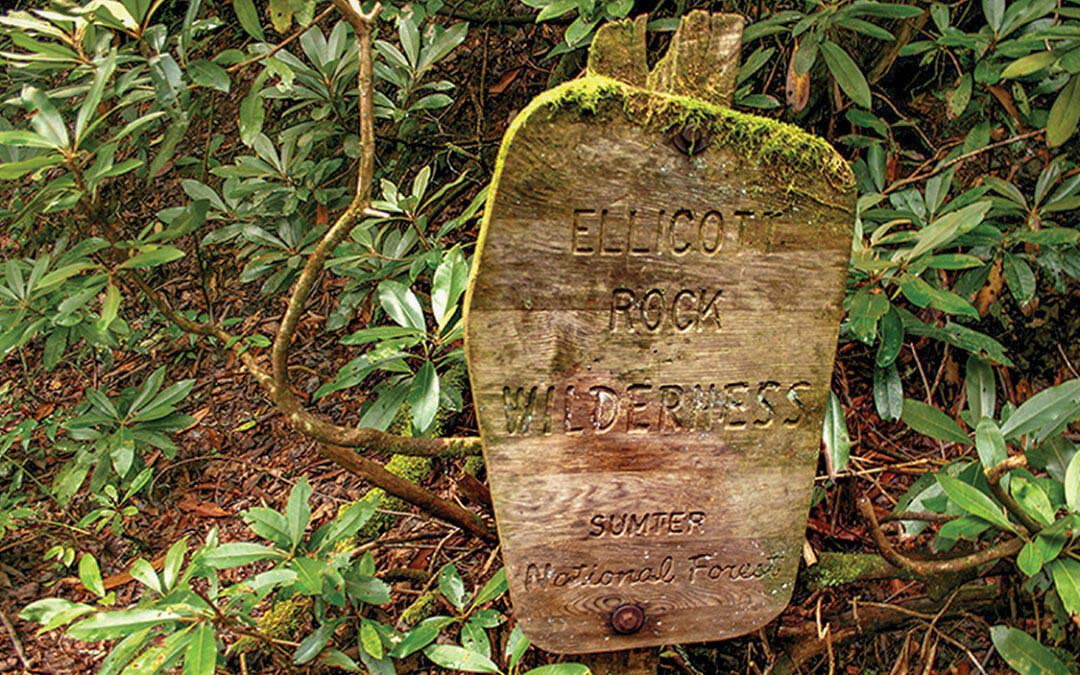 ELLICOTT
ROCK
WILDERNESS
SUMTER
National Forest